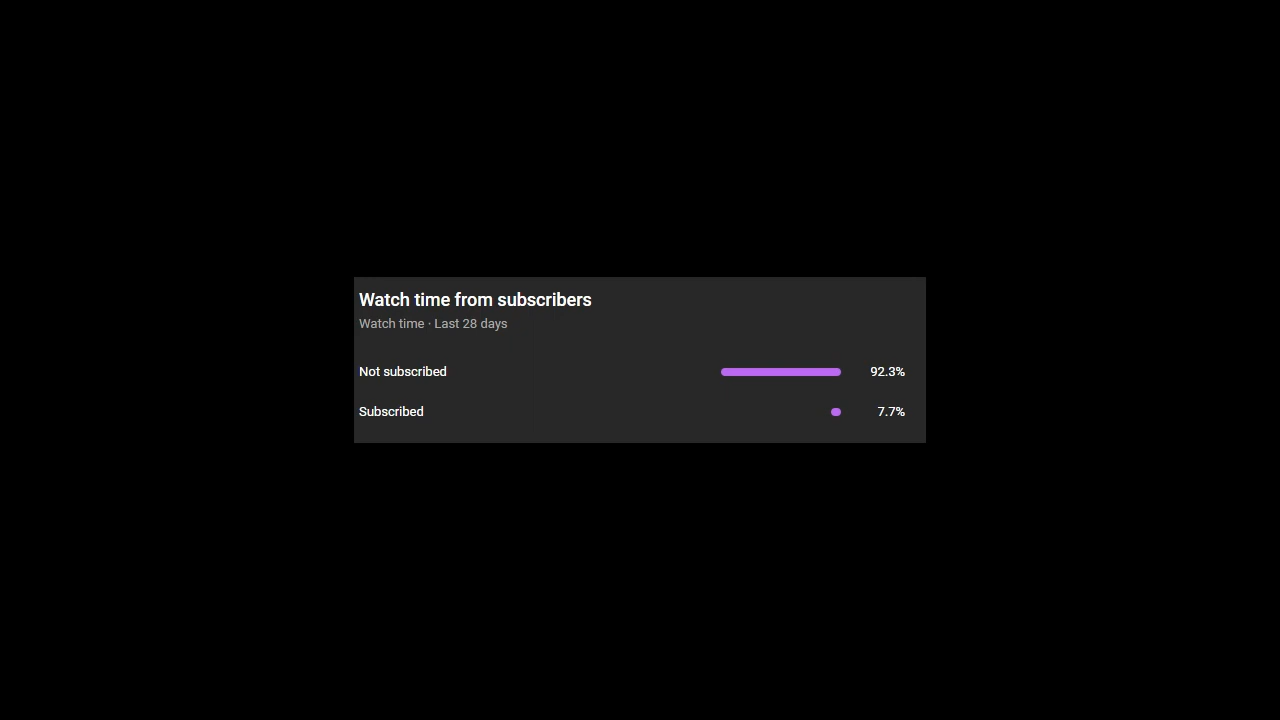 Watch time from subscribers
Watch time · Last 28 days
Not subscribed 92.3%
Subscribed 7.7%